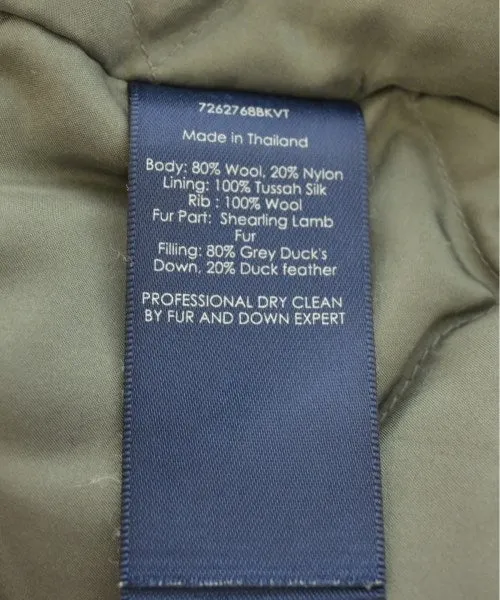 7262768BKVT
Made in Thailand
Body: 80% Wool, 20% Nylon
Lining: 100% Tussah Silk
Rib : 100% Wool
Fur Part: Shearling Lamb
Fur
Filling: 80% Grey Duck's
Down, 20% Duck feather
PROFESSIONAL DRY CLEAN
BY FUR AND DOWN EXPERT